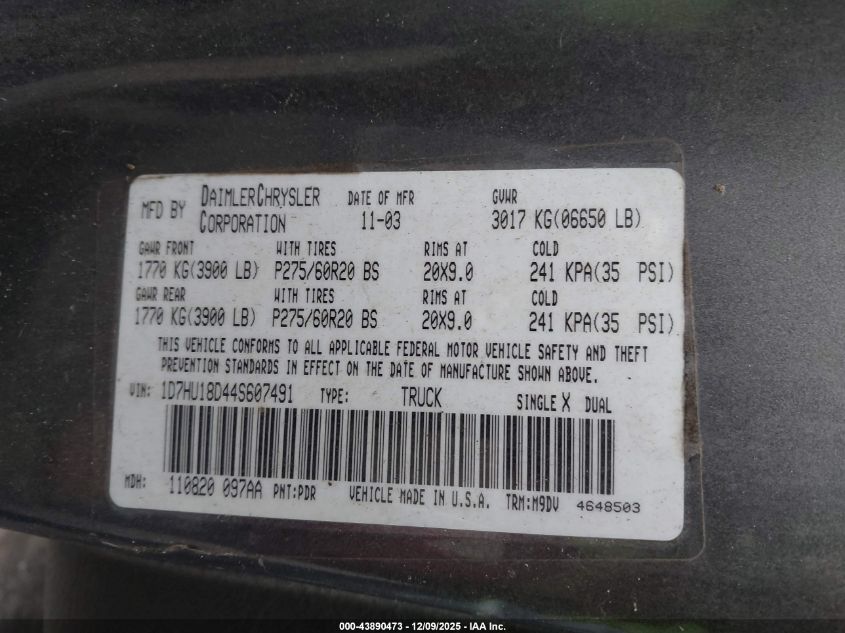 MFD BY DAIMLERCHRYSLER CORPORATION DATE OF MFR 11-03 GVWR 3017 KG(06650 LB)
GAWR FRONT WITH TIRES RIMS AT COLD
1770 KG(3900 LB) P275/60R20 BS 20X9.0 241 KPA(35 PSI)
GAWR REAR WITH TIRES RIMS AT COLD
1770 KG(3900 LB) P275/60R20 BS 20X9.0 241 KPA(35 PSI)
THIS VEHICLE CONFORMS TO ALL APPLICABLE FEDERAL MOTOR VEHICLE SAFETY AND THEFT
PREVENTION STANDARDS IN EFFECT ON THE DATE OF MANUFACTURE SHOWN ABOVE.
VIN: 1D7HU18D44S607491 TYPE: TRUCK SINGLE X DUAL
MDH: 110820 097AA PNT:PDR VEHICLE MADE IN U.S.A. TRM:M9DV 4648503
000-43890473 - 12/09/2025 - IAA Inc.